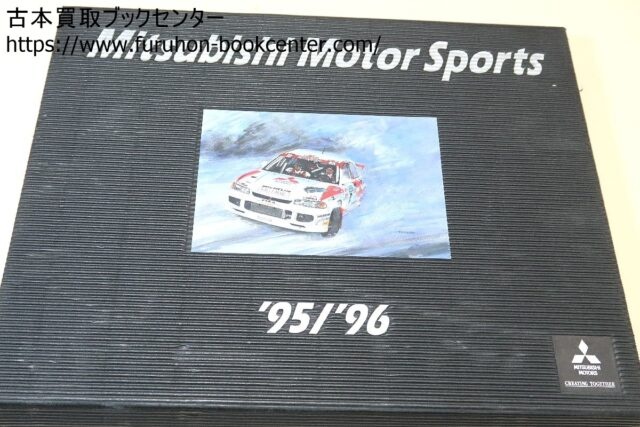 古本買取ブックセンター
https://www.furuhon-bookcenter.com/
Mitsubishi Motor Sports
'95/'96
MITSUBISHI
MOTORS
CREATING TOGETHER